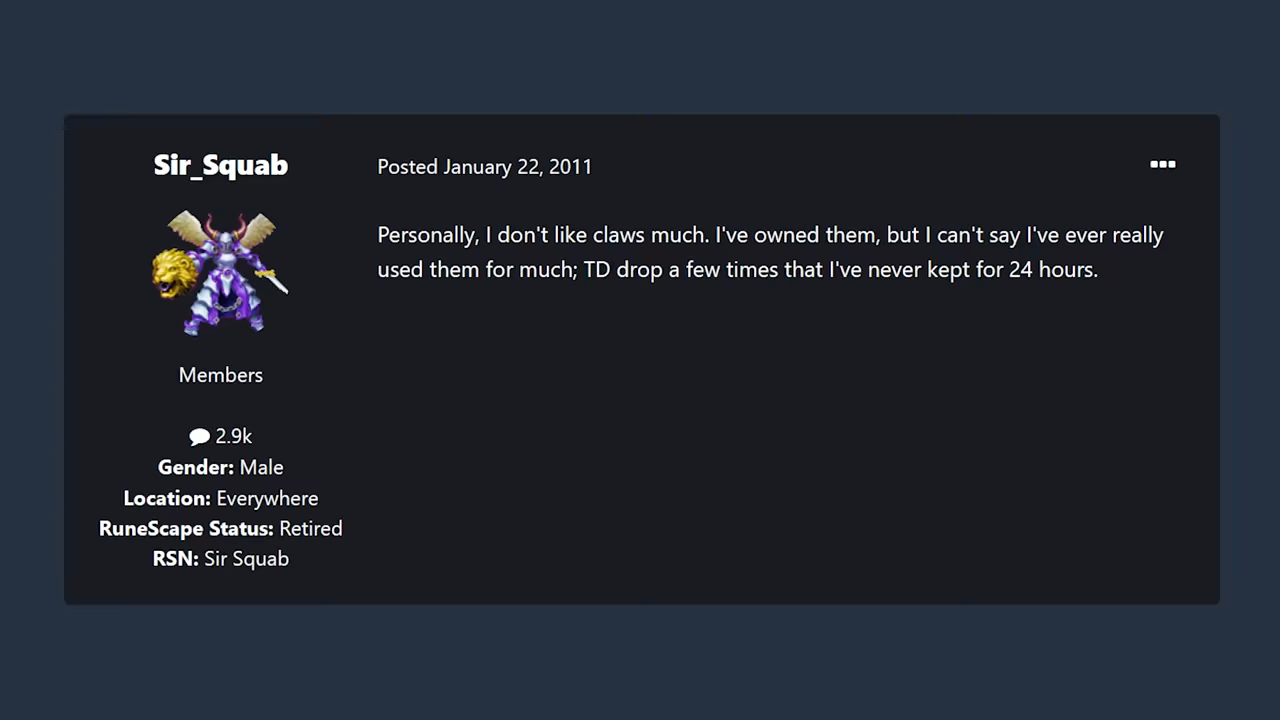 Sir_Squab
Posted January 22, 2011
Personally, I don't like claws much. I've owned them, but I can't say I've ever really
used them for much; TD drop a few times that I've never kept for 24 hours.
Members
2.9k
Gender: Male
Location: Everywhere
RuneScape Status: Retired
RSN: Sir Squab